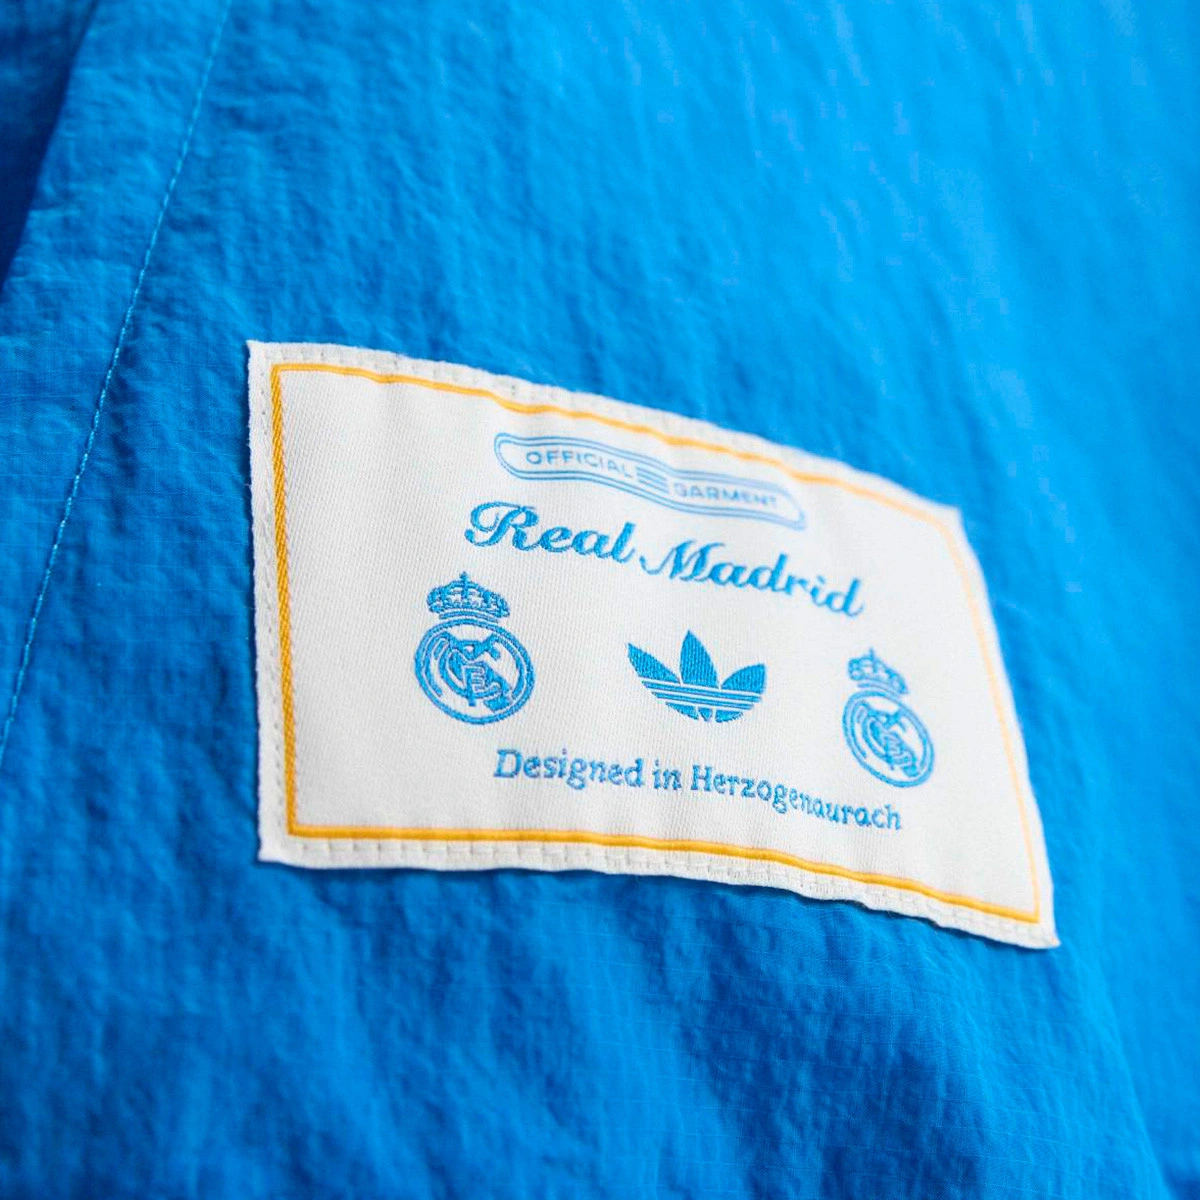 OFFICIAL GARMENT
Real Madrid
Designed in Herzogenaurach